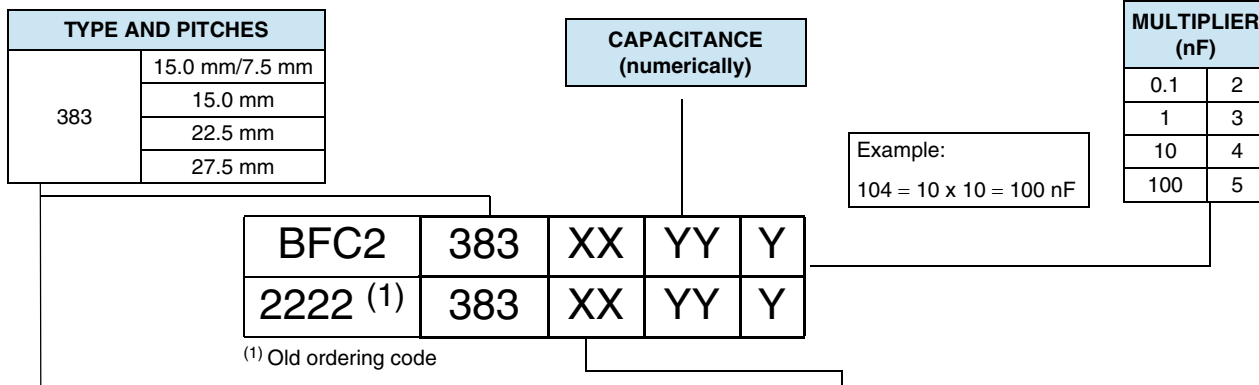 TYPE AND PITCHES
383
15.0 mm/7.5 mm
15.0 mm
22.5 mm
27.5 mm
CAPACITANCE
(numerically)
MULTIPLIER
(nF)
0.1 2
1 3
10 4
100 5
Example:
104 = 10 x 10 = 100 nF
BFC2 383 XX YY Y
2222 (1) 383 XX YY Y
(1) Old ordering code